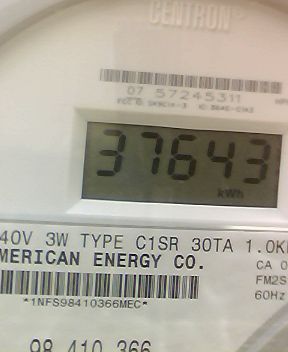 CENTRON
07 57245311
37643
kWh
40V 3W TYPE C1SR 30TA 1.0K
MERICAN ENERGY CO.
CA 0
FM2S
*1NFS98410366MEC*
60Hz
98 410 366